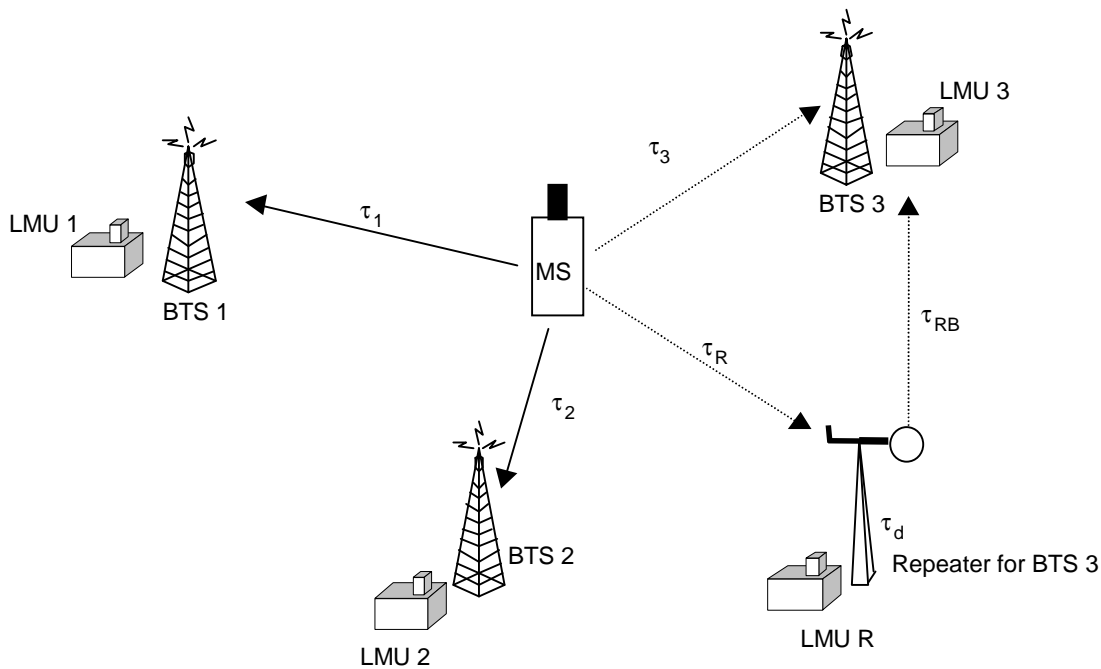 LMU 3
τ3
BTS 3
LMU 1
τ1
MS
BTS 1
τRB
τR
τ2
τd
BTS 2
Repeater for BTS 3
LMU R
LMU 2